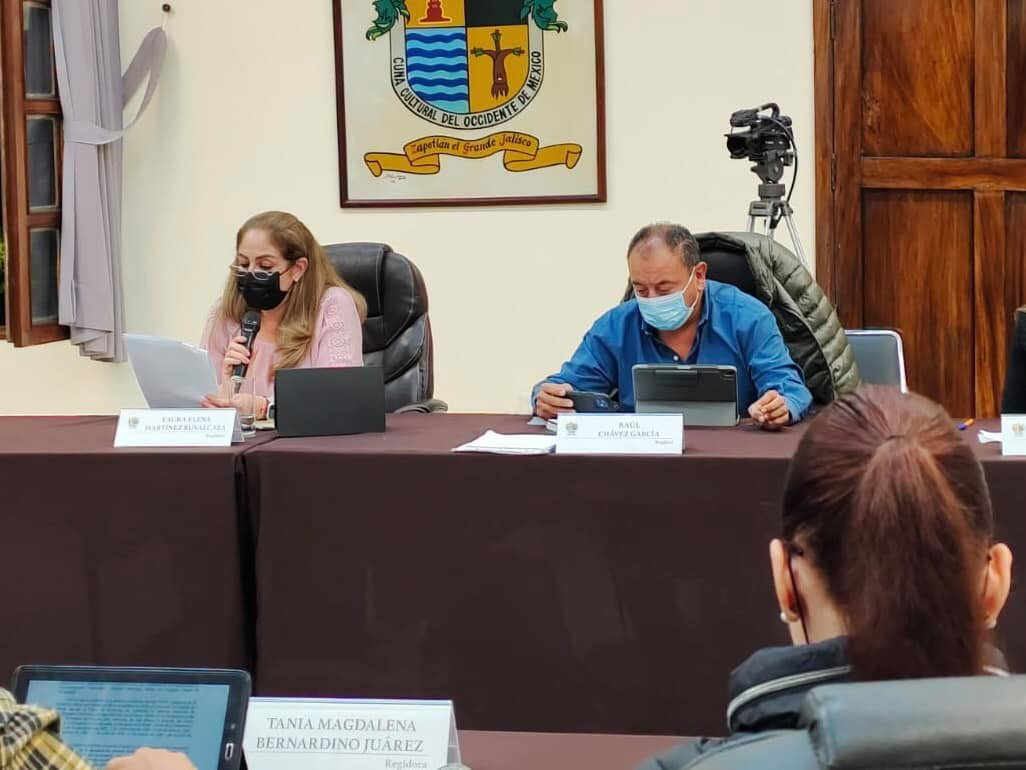 CUNA CULTURAL DEL OCCIDENTE DE MÉXICO
Zapotlán el Grande Jalisco
LAURA ELENA
MARTÍNEZ RUVALCABA
Regidora
RAÚL
CHÁVEZ GARCÍA
Regidor
TANIA MAGDALENA
BERNARDINO JUÁREZ
Regidora